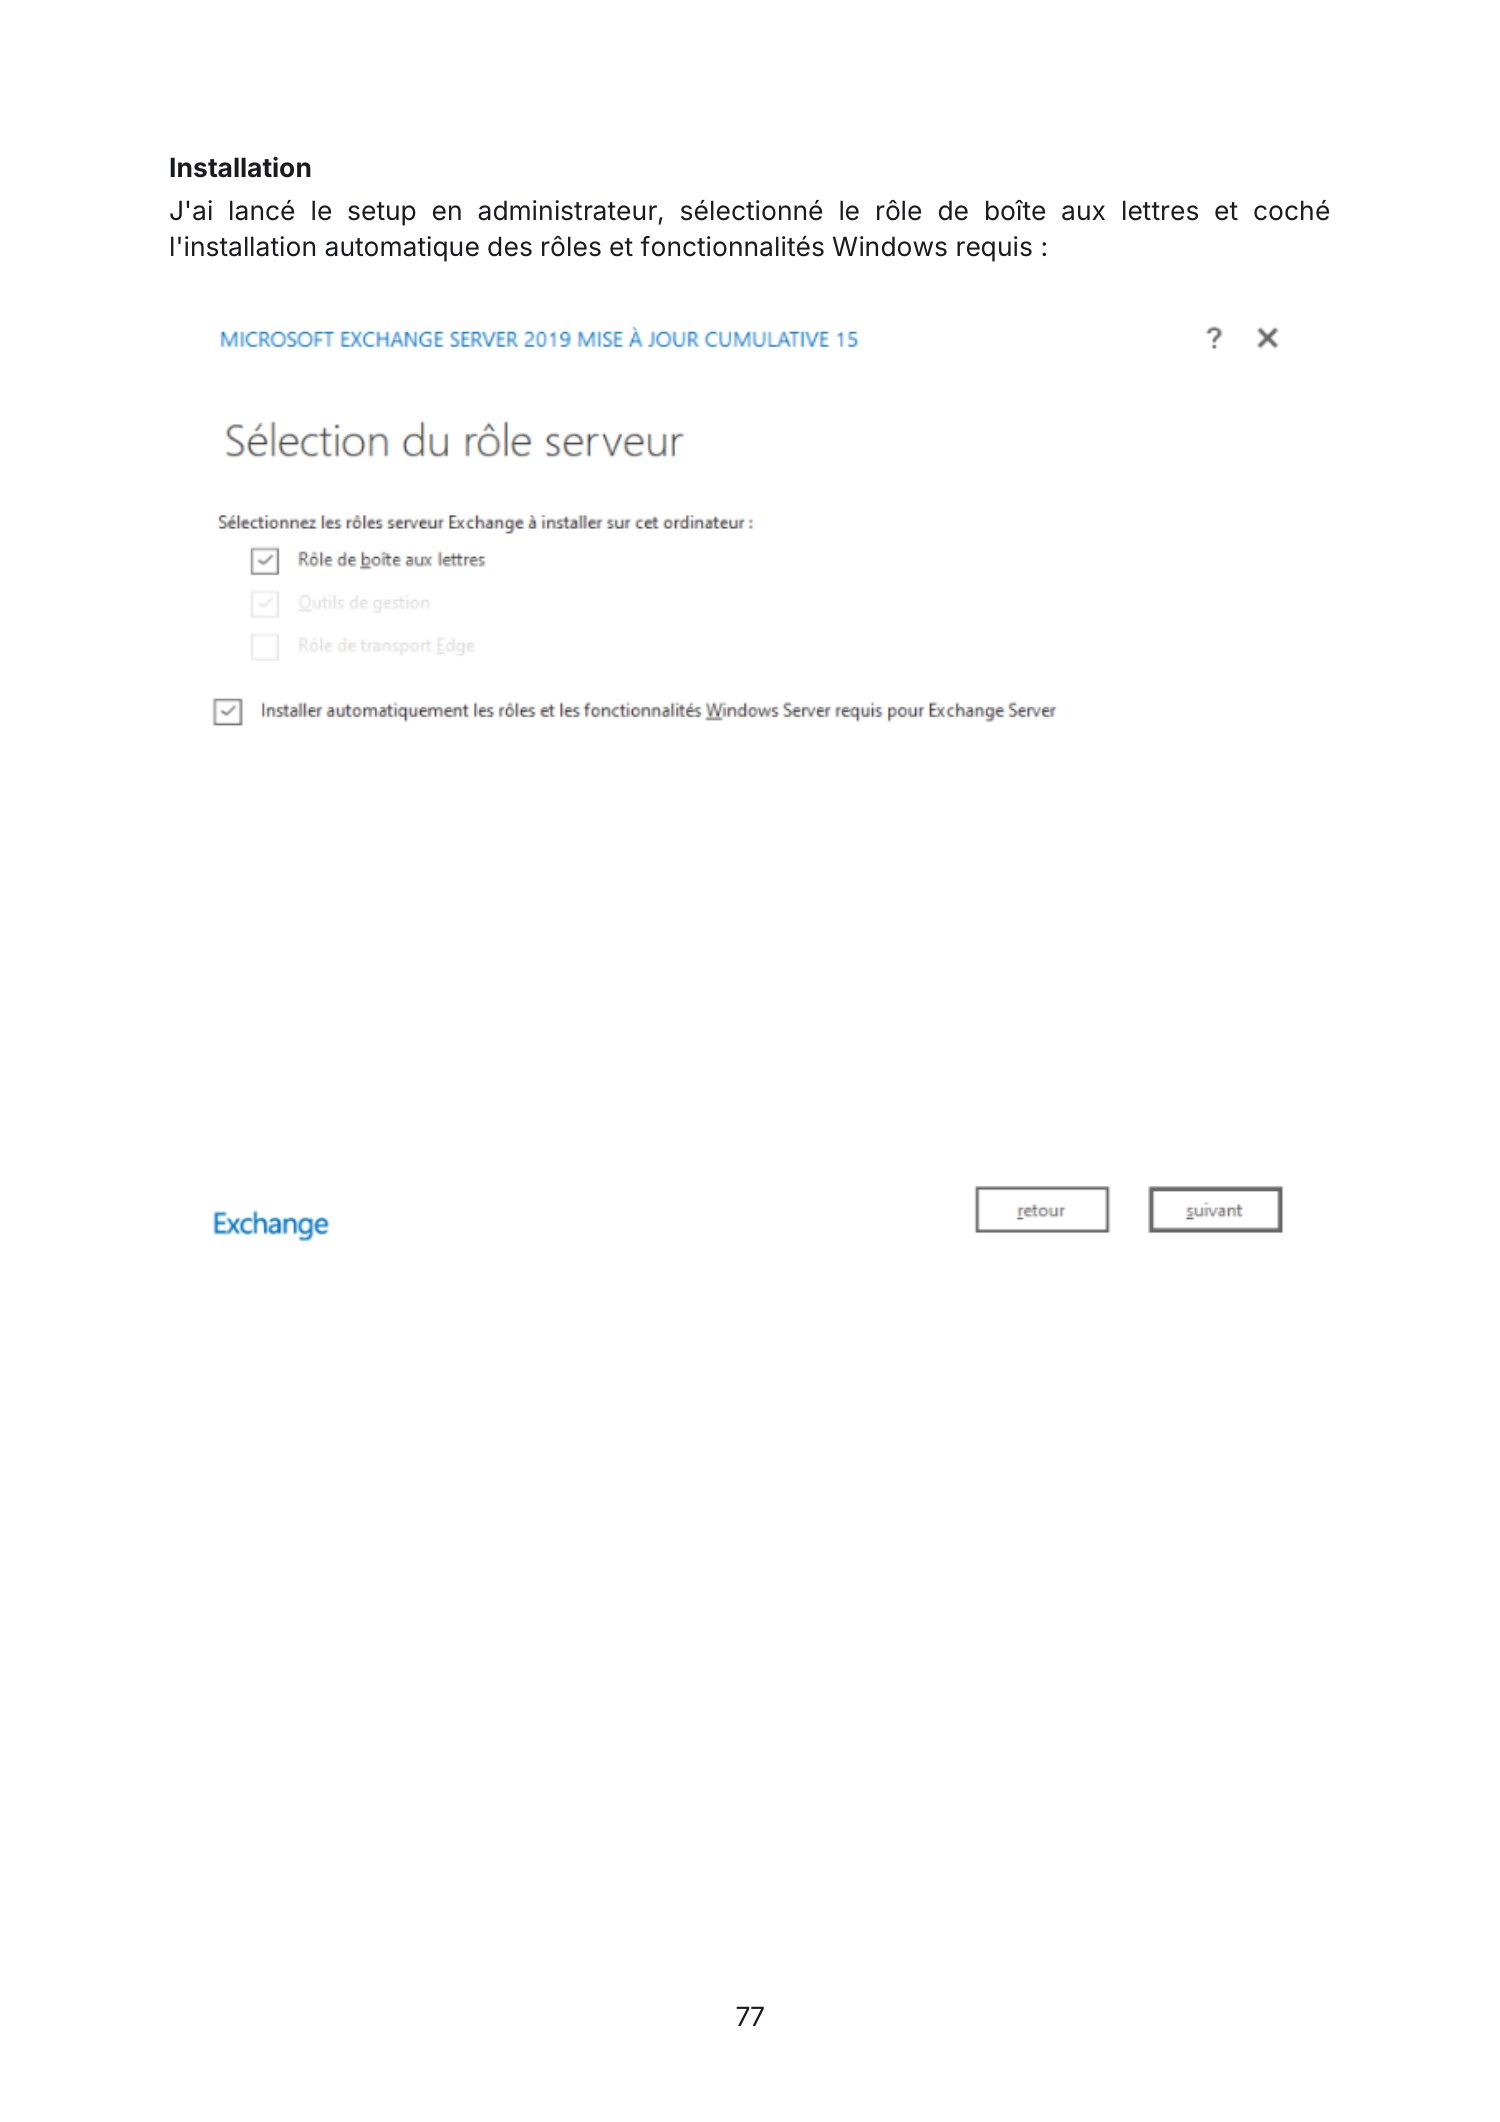 Installation
J'ai lancé le setup en administrateur, sélectionné le rôle de boîte aux lettres et coché
l'installation automatique des rôles et fonctionnalités Windows requis :
MICROSOFT EXCHANGE SERVER 2019 MISE À JOUR CUMULATIVE 15
? ✕
Sélection du rôle serveur
Sélectionnez les rôles serveur Exchange à installer sur cet ordinateur :
Rôle de boîte aux lettres
Outils de gestion
Rôle de transport Edge
Installer automatiquement les rôles et les fonctionnalités Windows Server requis pour Exchange Server
Exchange
retour
suivant
77